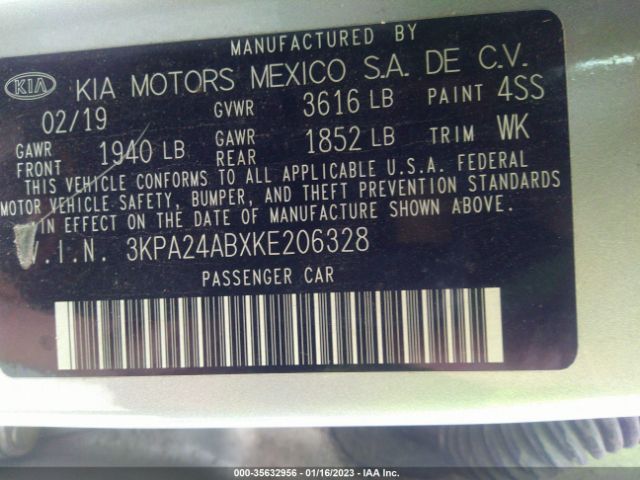 MANUFACTURED BY
KIA KIA MOTORS MEXICO S.A. DE C.V.
02/19 GVWR 3616 LB PAINT 4SS
GAWR FRONT 1940 LB GAWR REAR 1852 LB TRIM WK
THIS VEHICLE CONFORMS TO ALL APPLICABLE U.S.A. FEDERAL
MOTOR VEHICLE SAFETY, BUMPER, AND THEFT PREVENTION STANDARDS
IN EFFECT ON THE DATE OF MANUFACTURE SHOWN ABOVE.
V.I.N. 3KPA24ABXKE206328
PASSENGER CAR
000-35632956 - 01/16/2023 - IAA Inc.